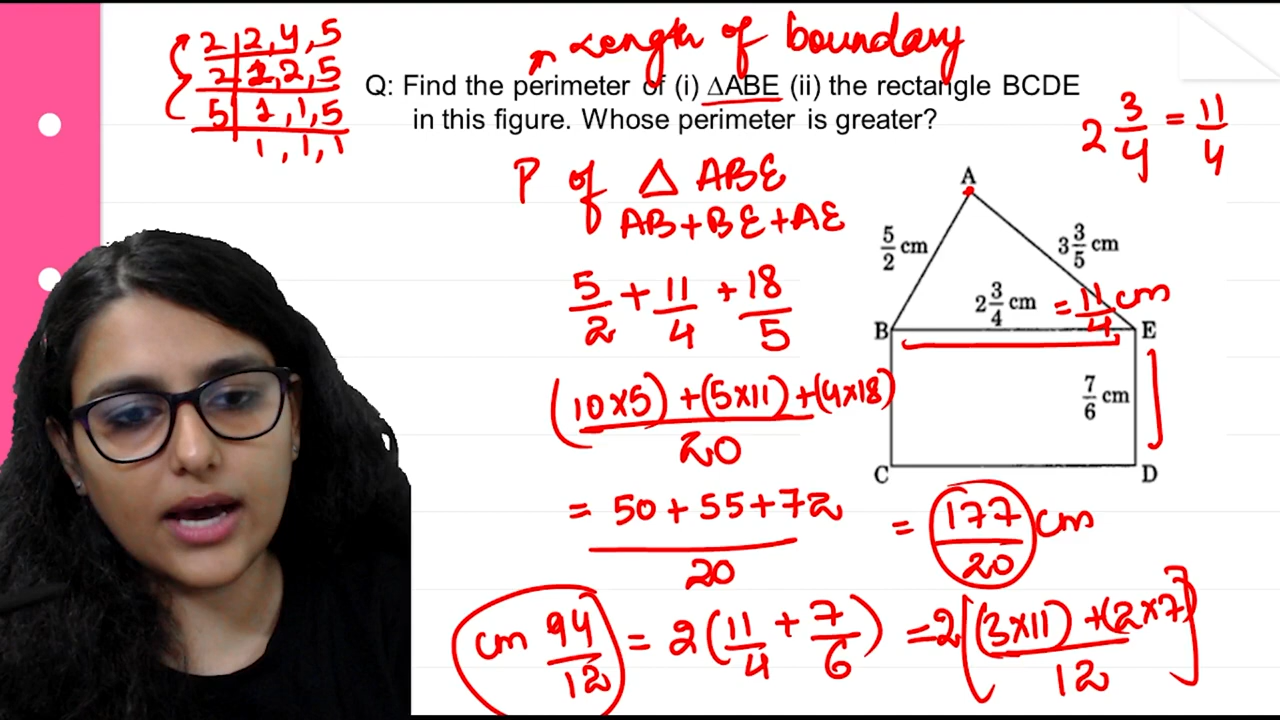 2 | 2, 4, 5
2 | 1, 2, 5
5 | 1, 1, 5
1, 1, 1
Length of boundary
Q: Find the perimeter of (i) ΔABE (ii) the rectangle BCDE
in this figure. Whose perimeter is greater?
2 3/4 = 11/4
P of Δ ABE
AB+BE+AE
5/2 + 11/4 + 18/5
(10×5) + (5×11) + (4×18)
20
= 50 + 55 + 72
20
= 177/20 cm
A
5/2 cm
3 3/5 cm
2 3/4 cm = 11/4 cm
B
E
7/6 cm
C
D
cm 94/12 = 2(11/4 + 7/6) = 2[(3×11) + (2×7)
12]